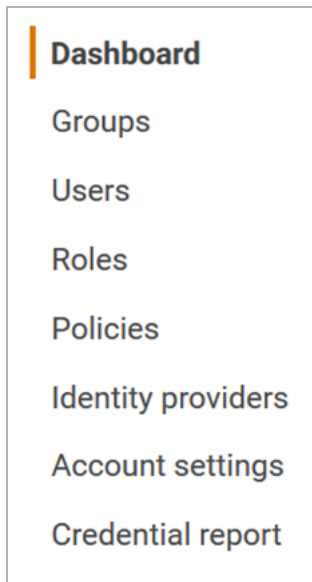 Dashboard
Groups
Users
Roles
Policies
Identity providers
Account settings
Credential report